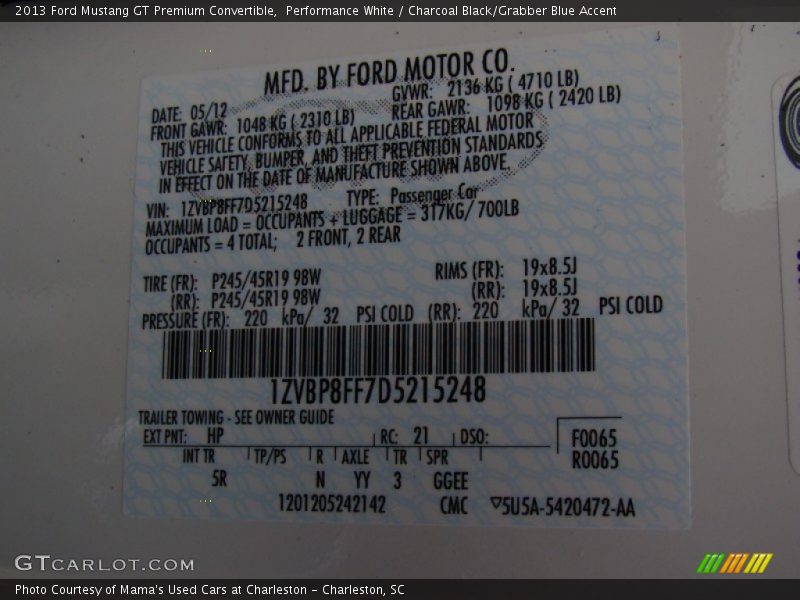 2013 Ford Mustang GT Premium Convertible,  Performance White / Charcoal Black/Grabber Blue Accent
MFD. BY FORD MOTOR CO.
DATE: 05/12 GVWR: 2136 KG ( 4710 LB)
FRONT GAWR: 1048 KG ( 2310 LB) REAR GAWR: 1098 KG ( 2420 LB)
THIS VEHICLE CONFORMS TO ALL APPLICABLE FEDERAL MOTOR
VEHICLE SAFETY, BUMPER, AND THEFT PREVENTION STANDARDS
IN EFFECT ON THE DATE OF MANUFACTURE SHOWN ABOVE.
VIN: 1ZVBP8FF7D5215248 TYPE: Passenger Car
MAXIMUM LOAD = OCCUPANTS + LUGGAGE = 317KG/ 700LB
OCCUPANTS = 4 TOTAL; 2 FRONT, 2 REAR
TIRE (FR): P245/45R19 98W RIMS (FR): 19x8.5J
(RR): P245/45R19 98W (RR): 19x8.5J
PRESSURE (FR): 220 kPa/ 32 PSI COLD (RR): 220 kPa/ 32 PSI COLD
1ZVBP8FF7D5215248
TRAILER TOWING - SEE OWNER GUIDE
EXT PNT: HP RC: 21 DSO: F0065
INT TR TP/PS R AXLE TR SPR R0065
5R N YY 3 GGEE
1201205242142 CMC ▽5U5A-5420472-AA
GTCARLOT.COM
Photo Courtesy of Mama's Used Cars at Charleston – Charleston, SC